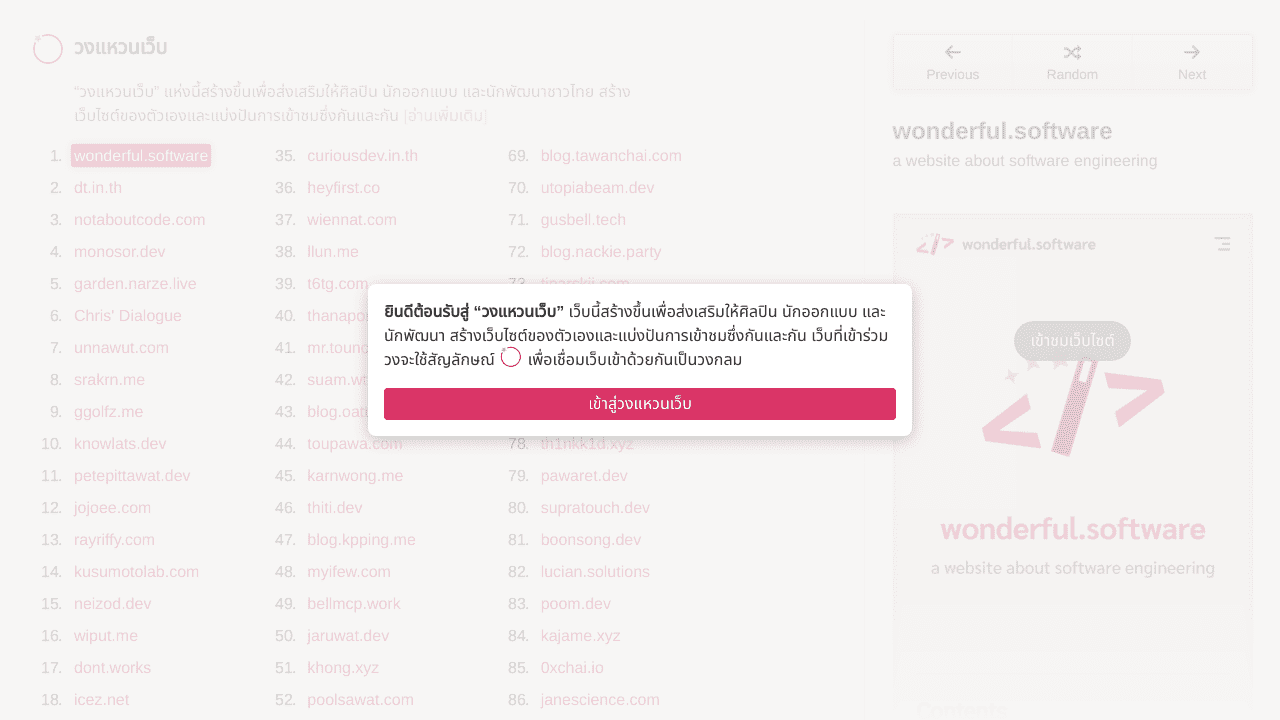 วงแหวนเว็บ
“วงแหวนเว็บ” แห่งนี้สร้างขึ้นเพื่อส่งเสริมให้ศิลปิน นักออกแบบ และนักพัฒนาชาวไทย สร้าง
เว็บไซต์ของตัวเองและแบ่งปันการเข้าชมซึ่งกันและกัน [อ่านเพิ่มเติม]
1. wonderful.software
2. dt.in.th
3. notaboutcode.com
4. monosor.dev
5. garden.narze.live
6. Chris' Dialogue
7. unnawut.com
8. srakrn.me
9. ggolfz.me
10. knowlats.dev
11. petepittawat.dev
12. jojoee.com
13. rayriffy.com
14. kusumotolab.com
15. neizod.dev
16. wiput.me
17. dont.works
18. icez.net
35. curiousdev.in.th
36. heyfirst.co
37. wiennat.com
38. llun.me
39. t6tg.com
40.
41.
42.
43.
44. toupawa.com
45. karnwong.me
46. thiti.dev
47. blog.kpping.me
48. myifew.com
49. bellmcp.work
50. jaruwat.dev
51. khong.xyz
52. poolsawat.com
69. blog.tawanchai.com
70. utopiabeam.dev
71. gusbell.tech
72. blog.nackie.party
78. th1nkk1d.xyz
79. pawaret.dev
80. supratouch.dev
81. boonsong.dev
82. lucian.solutions
83. poom.dev
84. kajame.xyz
85. 0xchai.io
86. janescience.com
ยินดีต้อนรับสู่ “วงแหวนเว็บ” เว็บนี้สร้างขึ้นเพื่อส่งเสริมให้ศิลปิน นักออกแบบ และ
นักพัฒนา สร้างเว็บไซต์ของตัวเองและแบ่งปันการเข้าชมซึ่งกันและกัน เว็บที่เข้าร่วม
วงจะใช้สัญลักษณ์ เพื่อเชื่อมเว็บเข้าด้วยกันเป็นวงกลม
เข้าสู่วงแหวนเว็บ
Previous
Random
Next
wonderful.software
a website about software engineering
wonderful.software
เข้าชมเว็บไซต์
wonderful.software
a website about software engineering
Contents